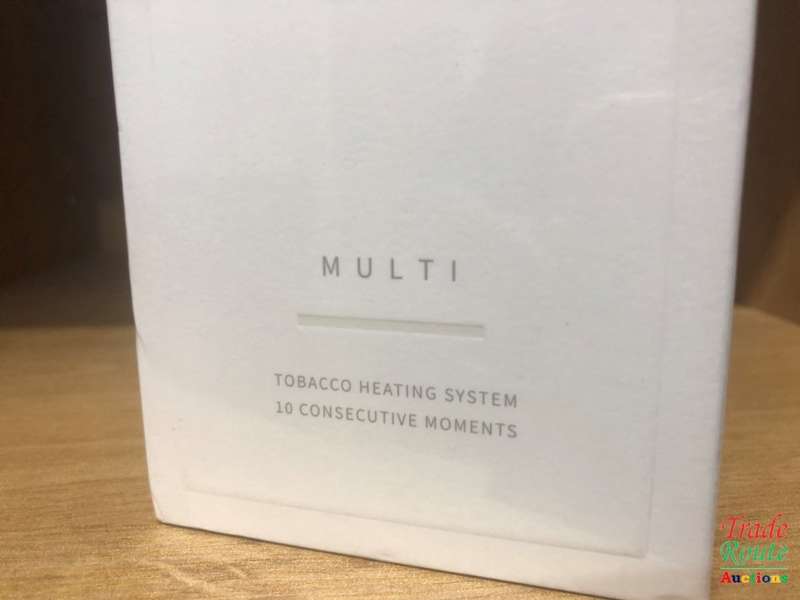 MULTI
TOBACCO HEATING SYSTEM
10 CONSECUTIVE MOMENTS
Trade
Route
Auctions